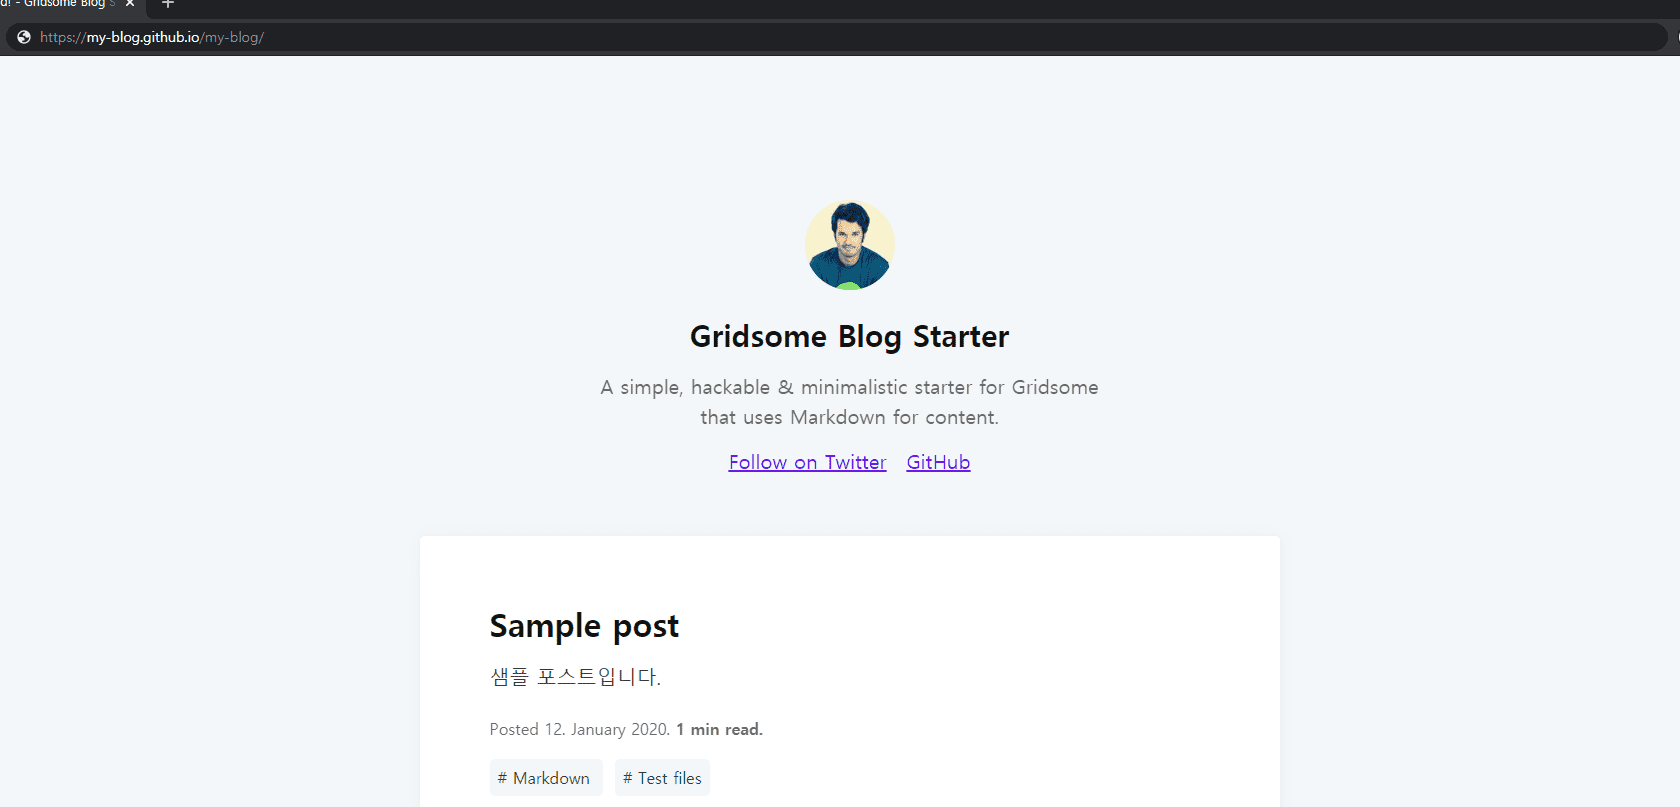 d! - Gridsome Blog S
https://my-blog.github.io/my-blog/
Gridsome Blog Starter
A simple, hackable & minimalistic starter for Gridsome
that uses Markdown for content.
Follow on Twitter GitHub
Sample post
샘플 포스트입니다.
Posted 12. January 2020. 1 min read.
# Markdown # Test files